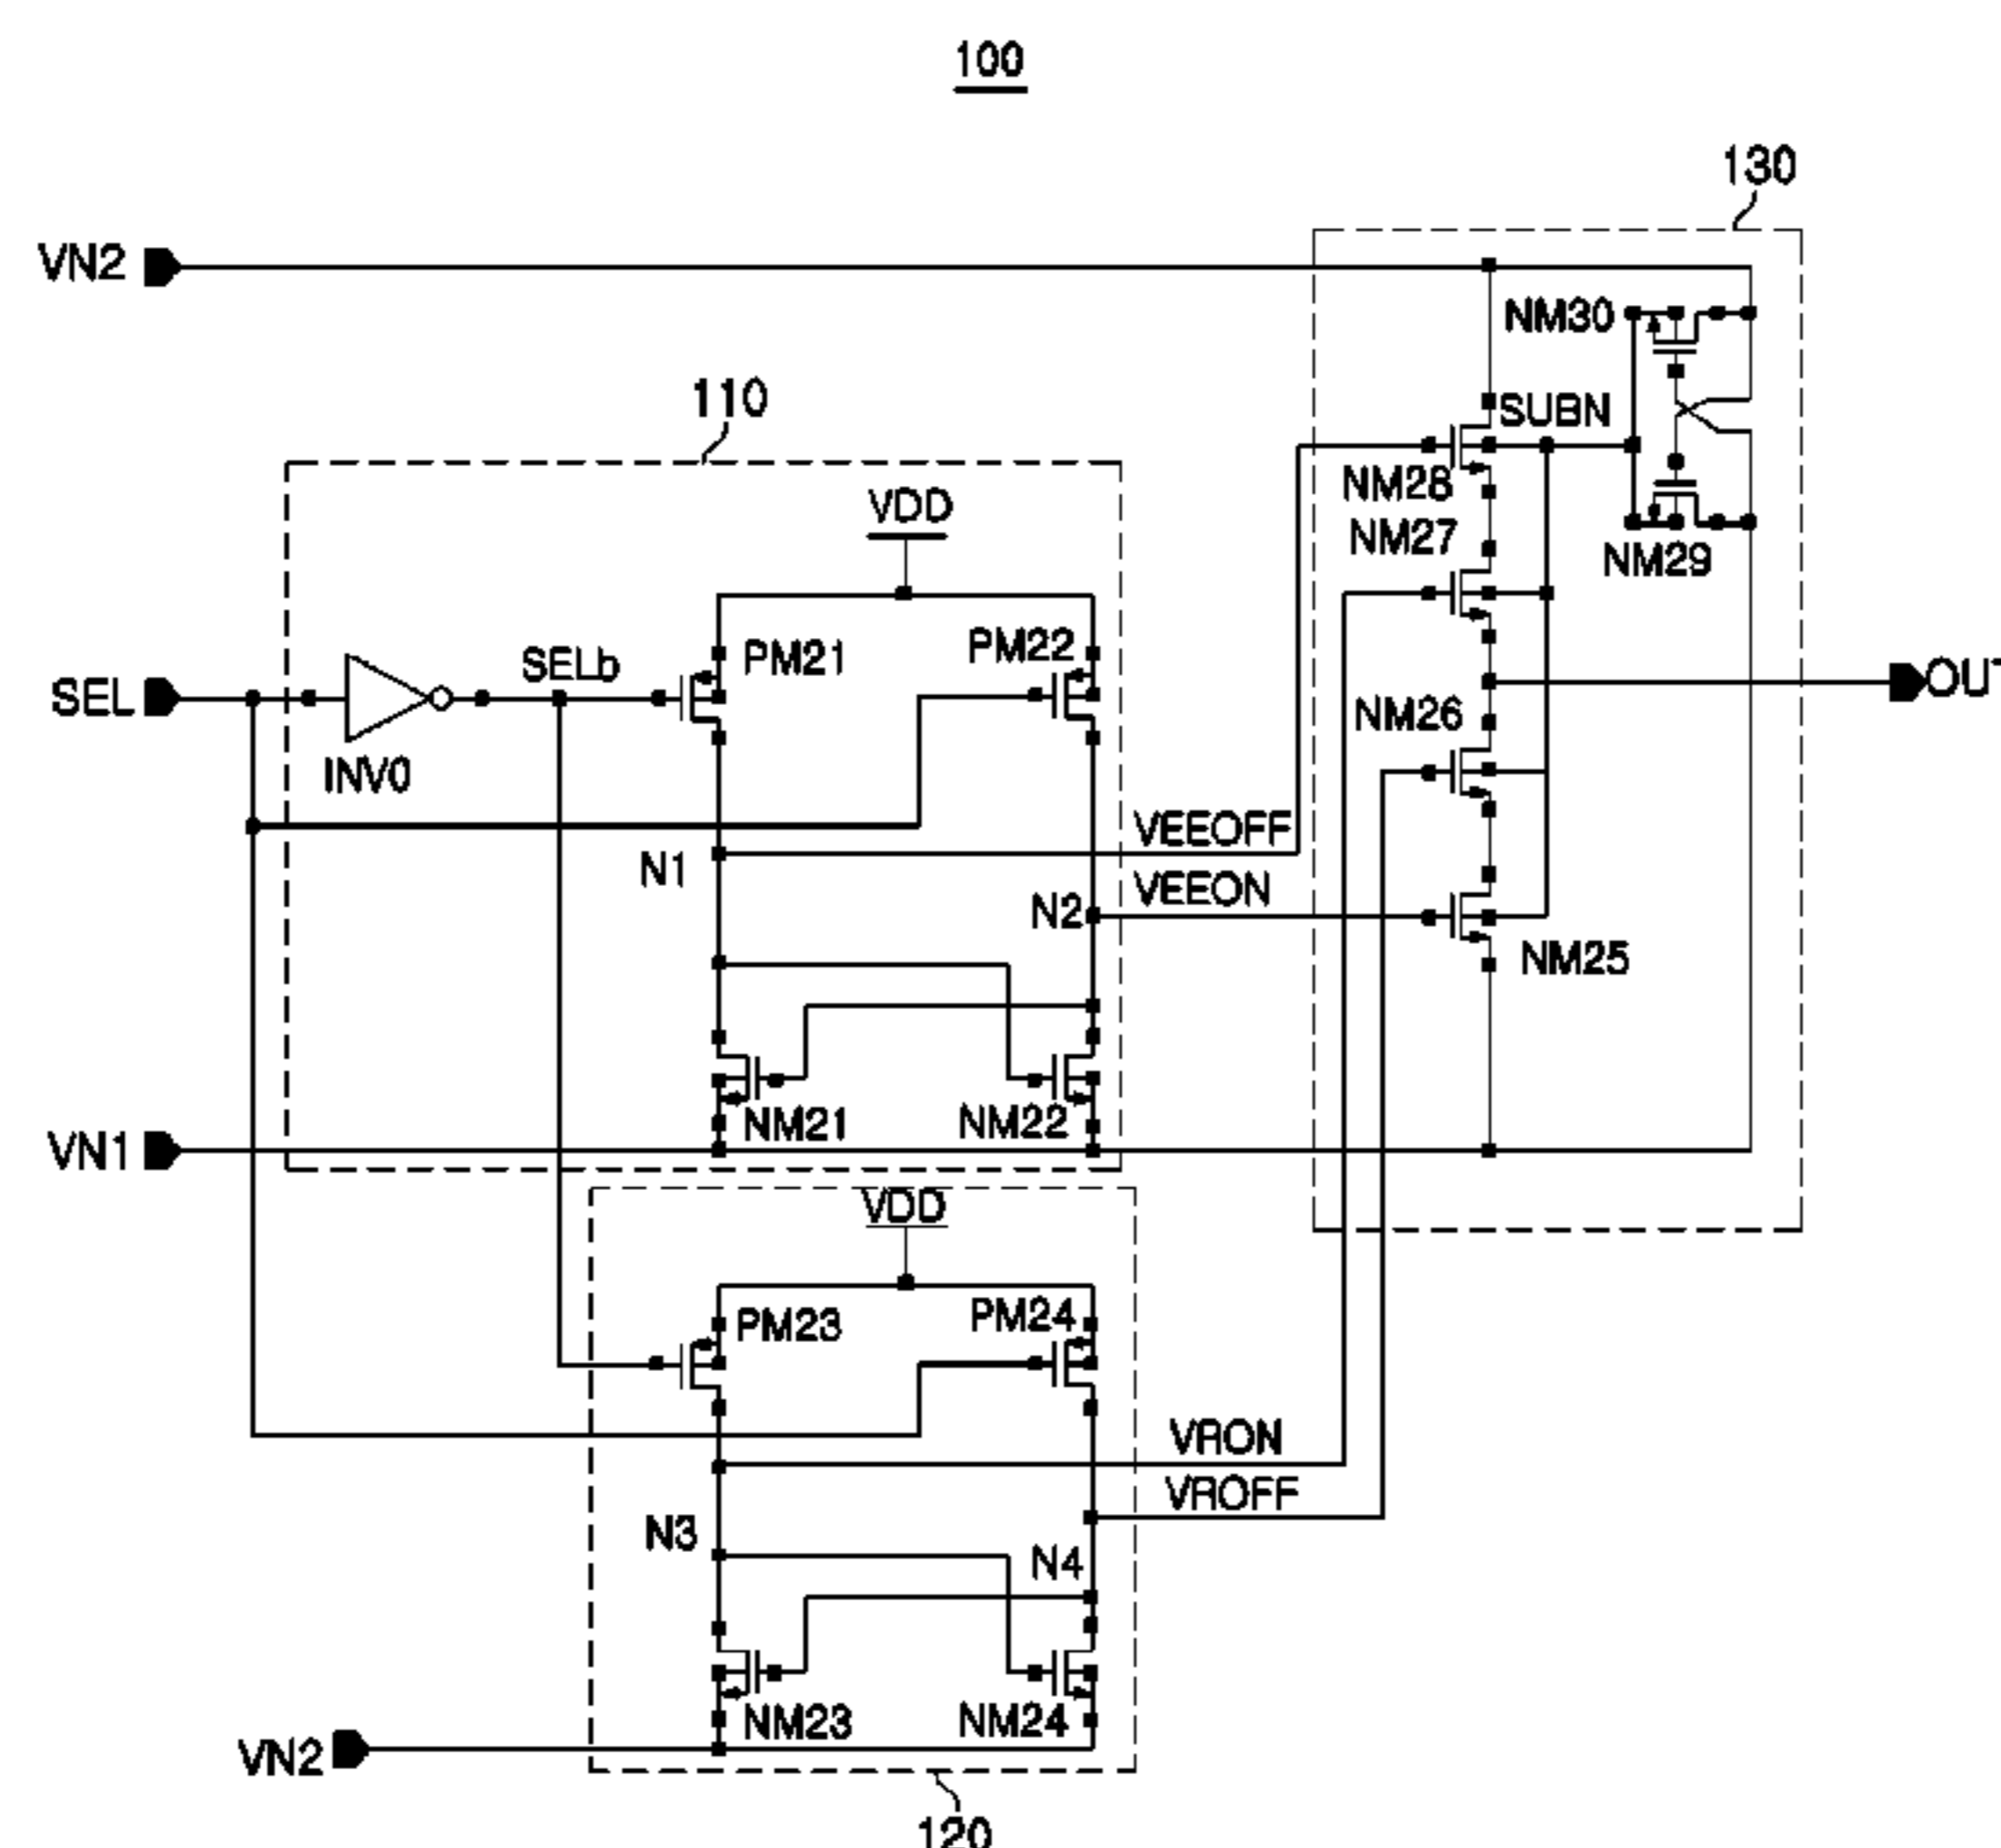 100
130
VN2
NM30
110
SUBN
VDD
NM28
NM27
NM29
PM21
PM22
SELb
SEL
OUT
NM26
INV0
VEEOFF
N1
VEEON
N2
NM25
NM21
NM22
VN1
VDD
PM23
PM24
VRON
VROFF
N3
N4
NM23
NM24
VN2
120